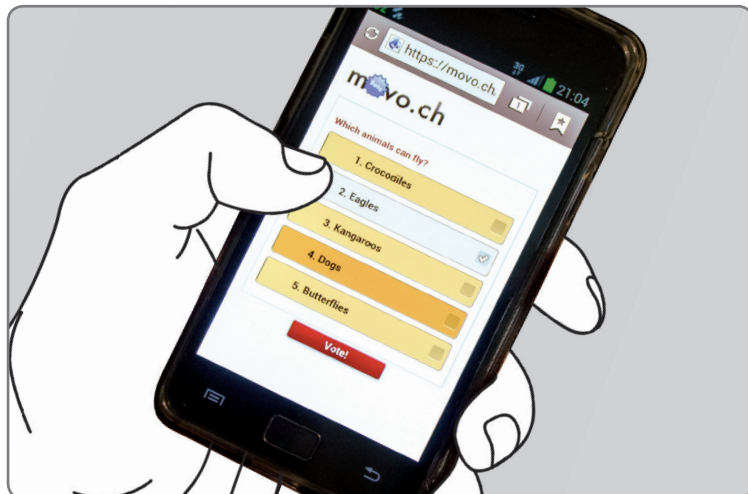 https://movo.ch
3G
21:04
movo.ch
Which animals can fly?
1. Crocodiles
2. Eagles
3. Kangaroos
4. Dogs
5. Butterflies
Vote!